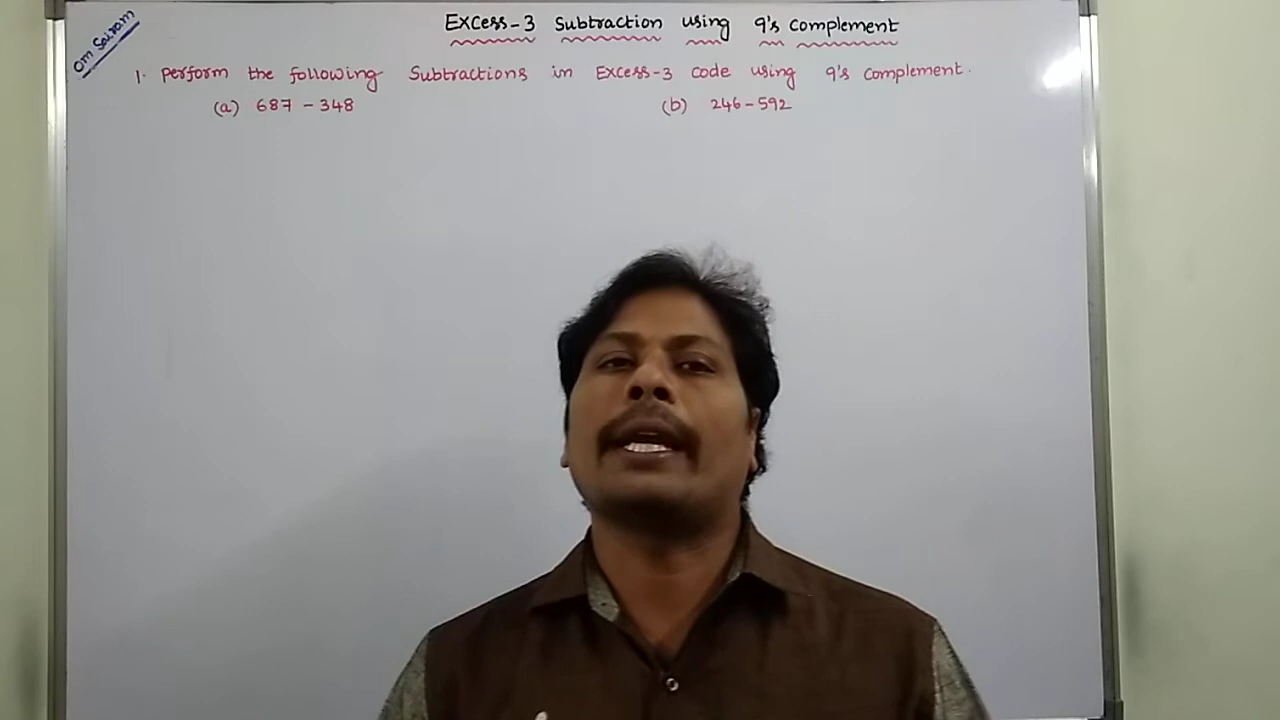 Om Sairam
Excess-3 Subtraction using 9's complement
1. Perform the following Subtractions in Excess-3 code using 9's complement.
(a) 687 - 348 (b) 246-592